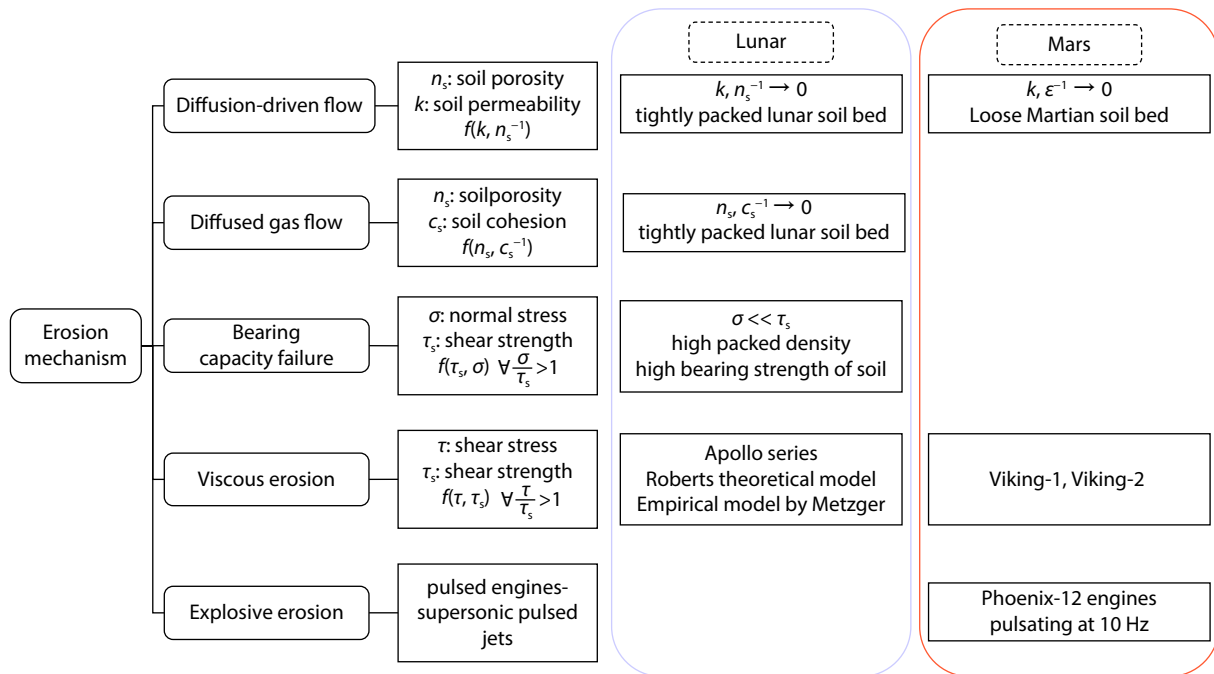 Lunar
Mars
Erosion
mechanism
Diffusion-driven flow
nₛ: soil porosity
k: soil permeability
f(k, nₛ⁻¹)
k, nₛ⁻¹ → 0
tightly packed lunar soil bed
k, ε⁻¹ → 0
Loose Martian soil bed
Diffused gas flow
nₛ: soilporosity
cₛ: soil cohesion
f(nₛ, cₛ⁻¹)
nₛ, cₛ⁻¹ → 0
tightly packed lunar soil bed
Bearing
capacity failure
σ: normal stress
τₛ: shear strength
f(τₛ, σ) ∀ σ/τₛ >1
σ << τₛ
high packed density
high bearing strength of soil
Viscous erosion
τ: shear stress
τₛ: shear strength
f(τ, τₛ) ∀ τ/τₛ >1
Apollo series
Roberts theoretical model
Empirical model by Metzger
Viking-1, Viking-2
Explosive erosion
pulsed engines-
supersonic pulsed
jets
Phoenix-12 engines
pulsating at 10 Hz